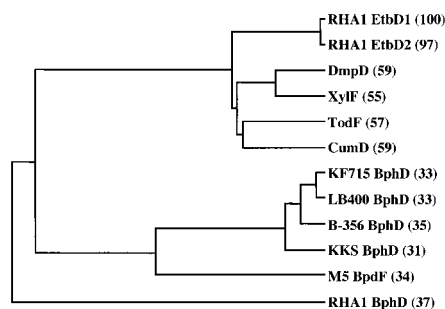 RHA1 EtbD1 (100)
RHA1 EtbD2 (97)
DmpD (59)
XylF (55)
TodF (57)
CumD (59)
KF715 BphD (33)
LB400 BphD (33)
B-356 BphD (35)
KKS BphD (31)
M5 BpdF (34)
RHA1 BphD (37)